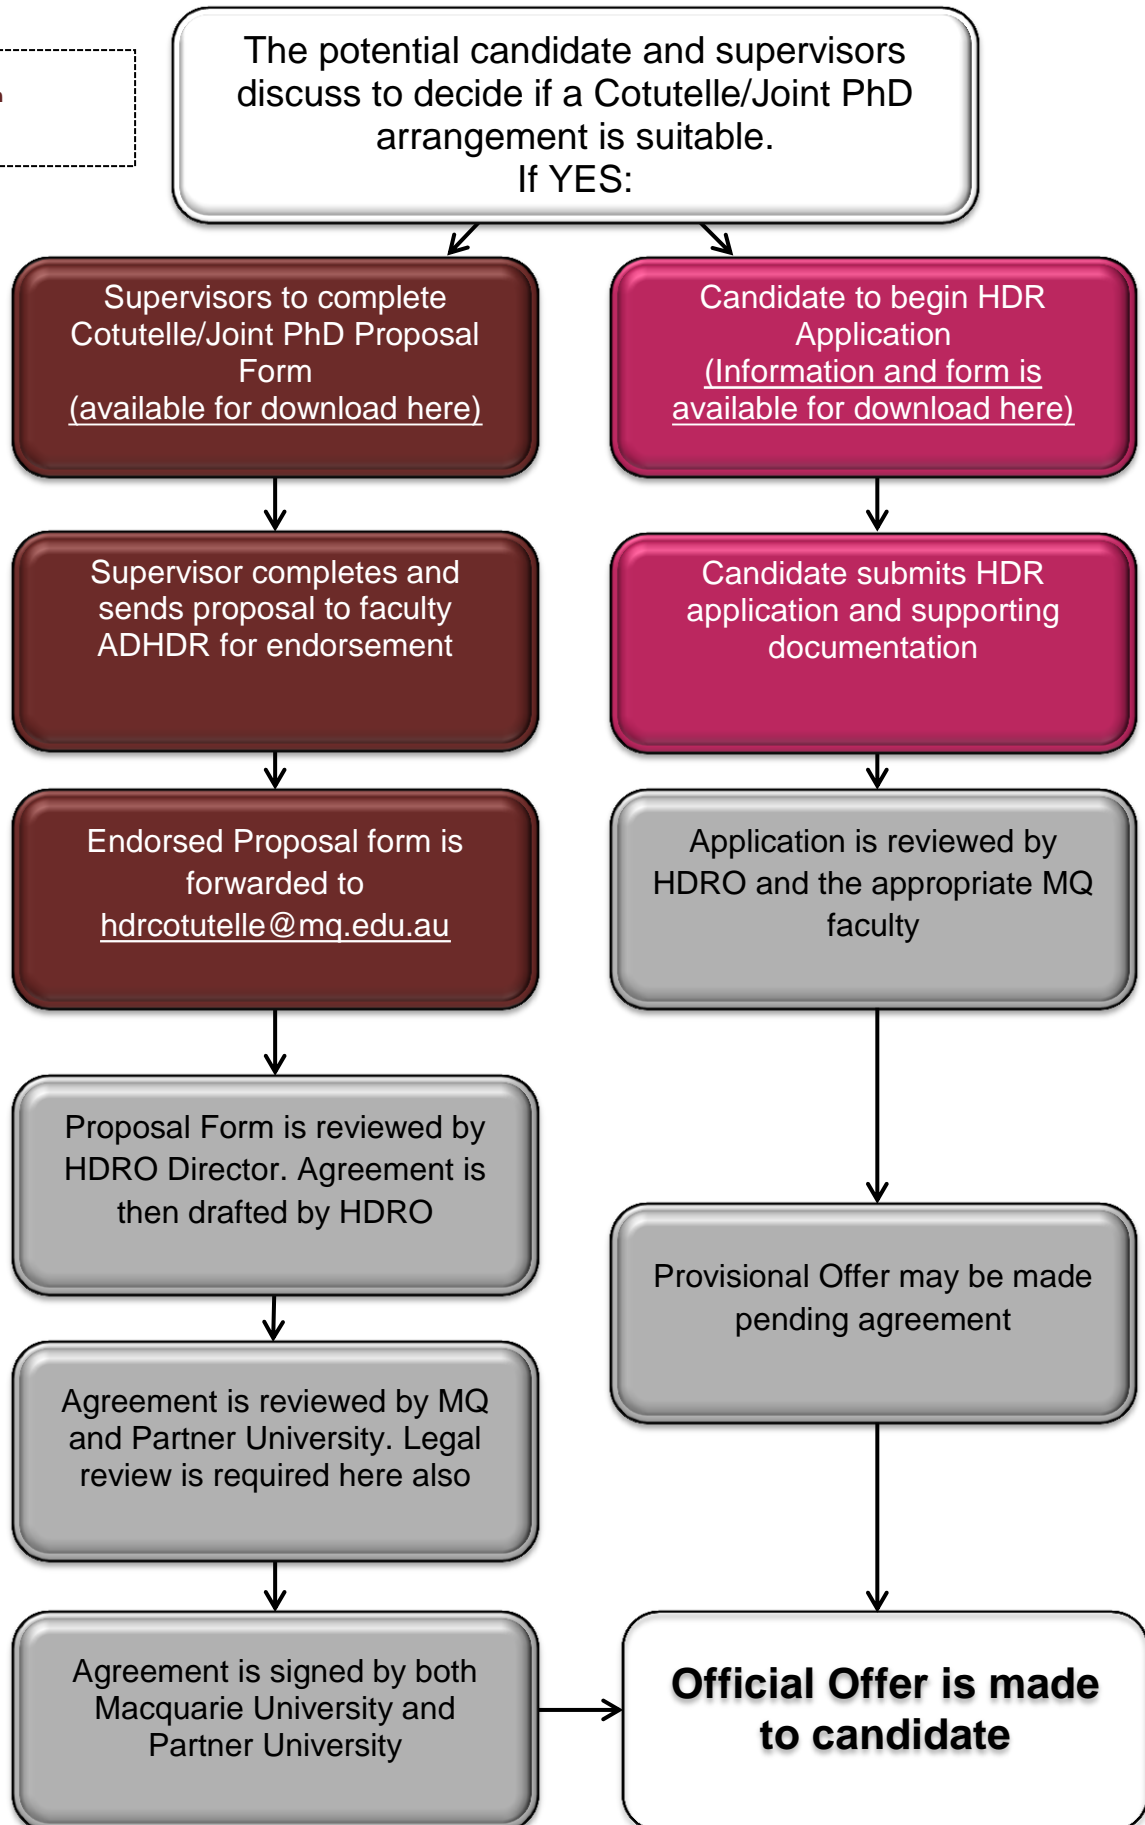 The potential candidate and supervisors
discuss to decide if a Cotutelle/Joint PhD
arrangement is suitable.
If YES:
Supervisors to complete
Cotutelle/Joint PhD Proposal
Form
(available for download here)
Candidate to begin HDR
Application
(Information and form is
available for download here)
Supervisor completes and
sends proposal to faculty
ADHDR for endorsement
Candidate submits HDR
application and supporting
documentation
Endorsed Proposal form is
forwarded to
hdrcotutelle@mq.edu.au
Application is reviewed by
HDRO and the appropriate MQ
faculty
Proposal Form is reviewed by
HDRO Director. Agreement is
then drafted by HDRO
Provisional Offer may be made
pending agreement
Agreement is reviewed by MQ
and Partner University. Legal
review is required here also
Agreement is signed by both
Macquarie University and
Partner University
Official Offer is made
to candidate